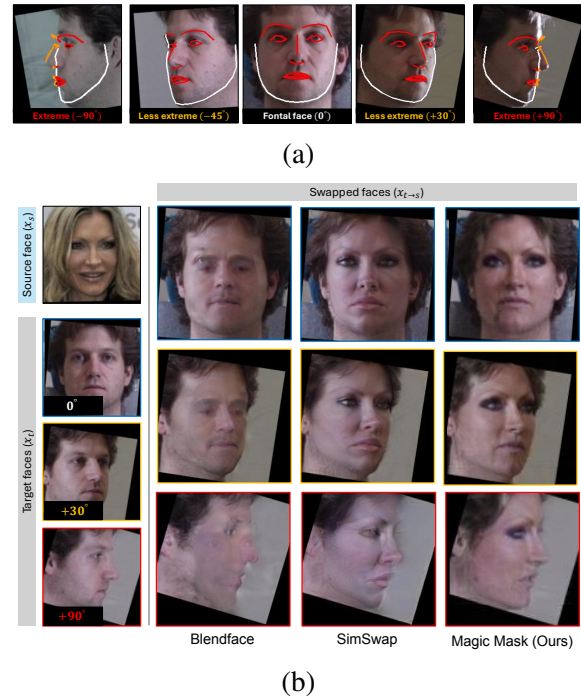 Extreme (−90°)
Less extreme (−45°)
Fontal face (0°)
Less extreme (+30°)
Extreme (+90°)
(a)
Swapped faces (x_{t→s})
Source face (x_s)
Target faces (x_t)
0°
+30°
+90°
Blendface
SimSwap
Magic Mask (Ours)
(b)